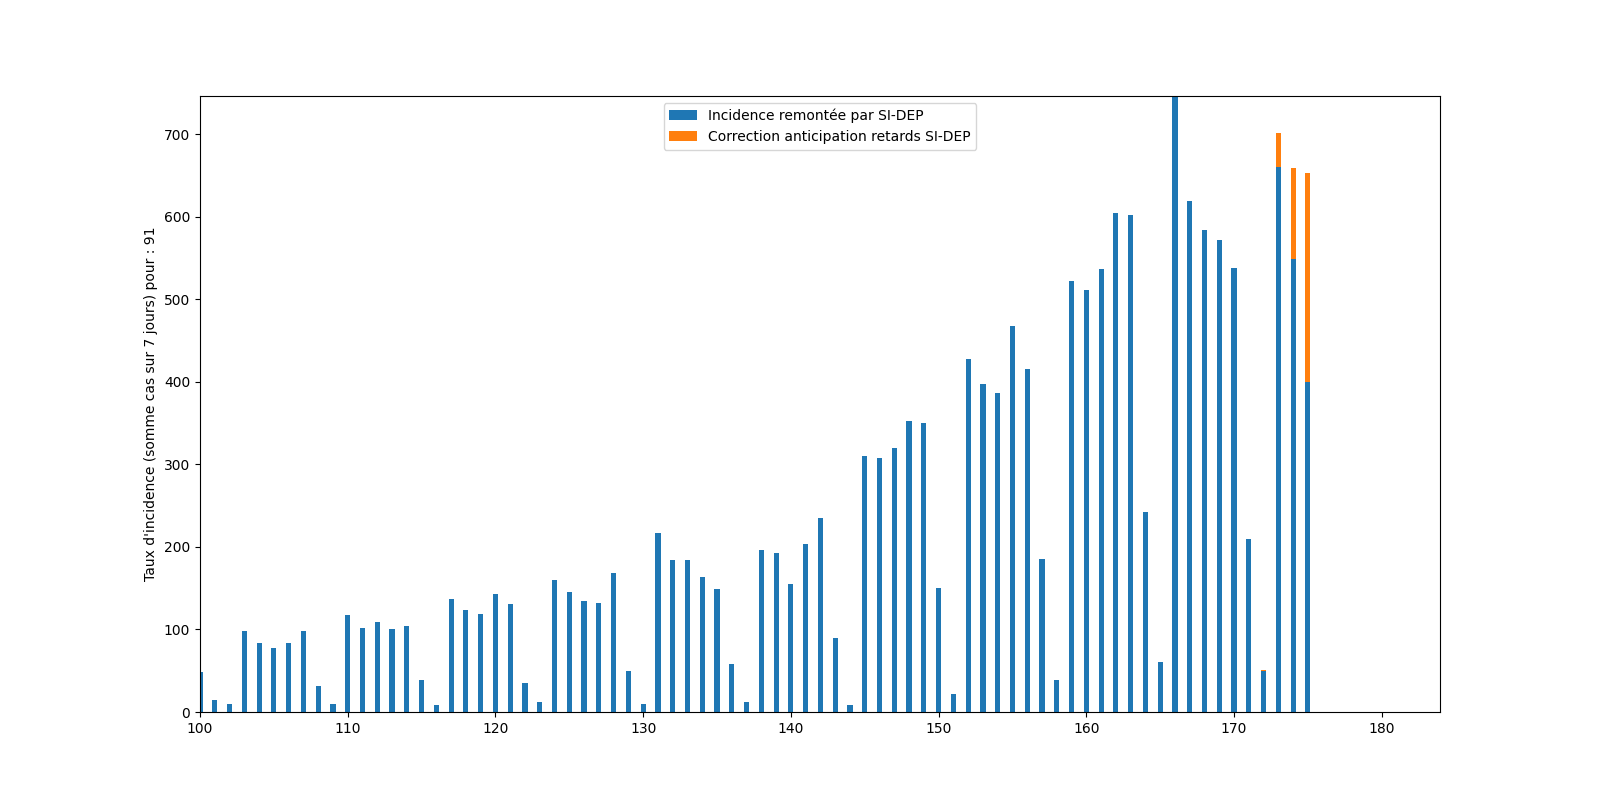 Incidence remontée par SI-DEP
Correction anticipation retards SI-DEP
Taux d'incidence (somme cas sur 7 jours) pour : 91
700
600
500
400
300
200
100
0
100 110 120 130 140 150 160 170 180